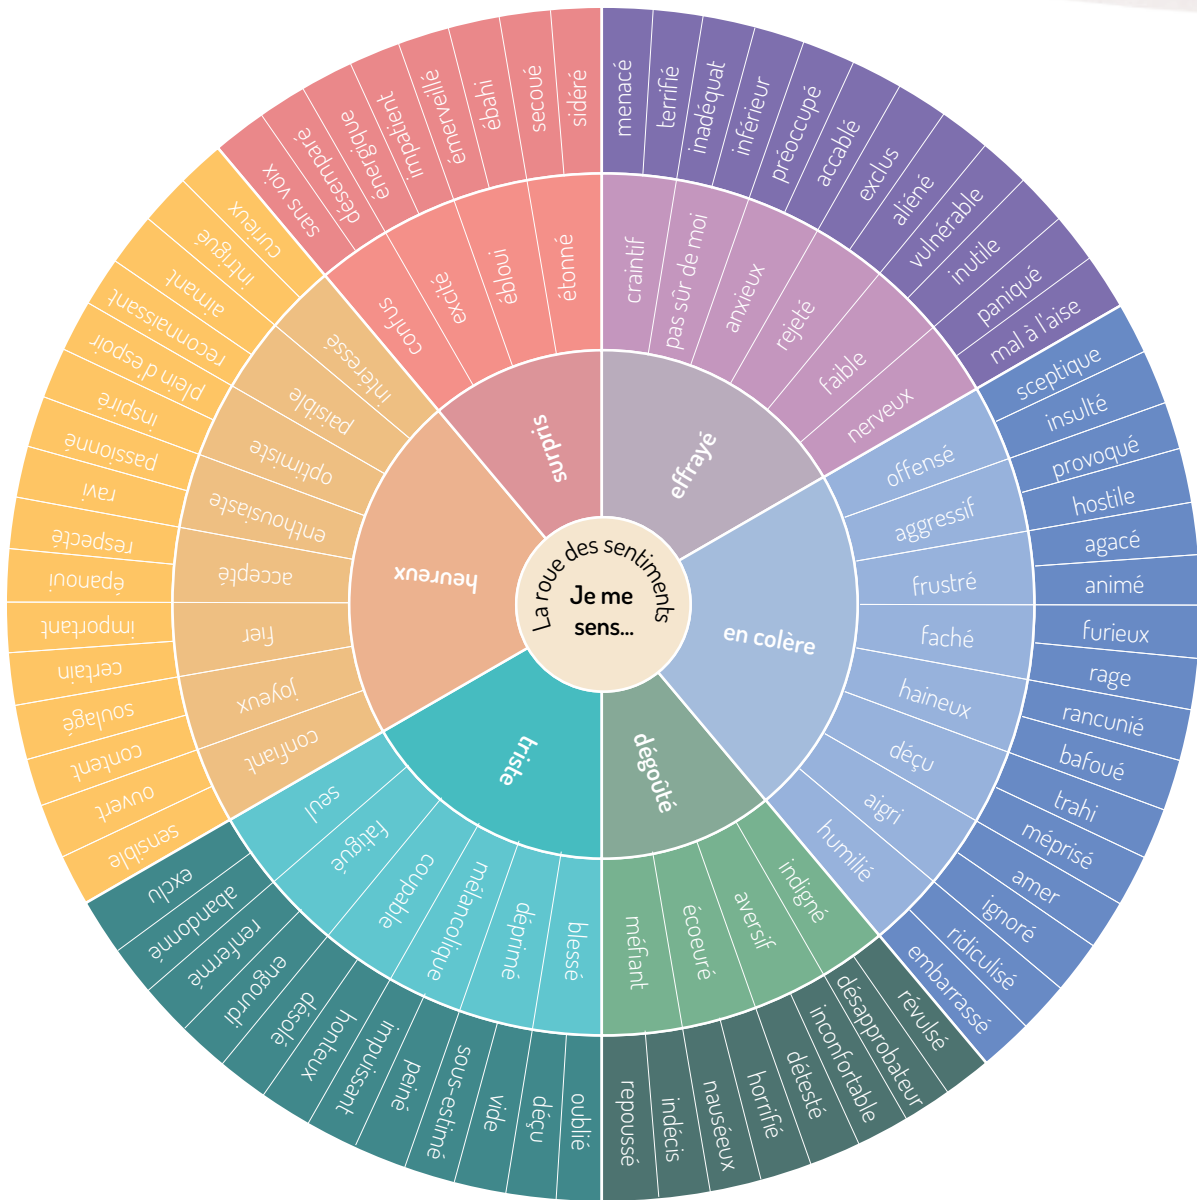 La roue des sentiments
Je me
sens...
effrayé
en colère
dégoûté
triste
heureux
surpris
craintif
pas sûr de moi
anxieux
rejeté
faible
nerveux
offensé
aggressif
frustré
faché
haineux
déçu
aigri
humilié
indigné
aversif
écoeuré
méfiant
blessé
déprimé
mélancolique
coupable
fatigué
seul
confiant
joyeux
fier
accepté
enthousiaste
optimiste
paisible
intéressé
confus
excité
ébloui
étonné
menacé
terrifié
inadéquat
inférieur
préoccupé
accablé
exclus
aliéné
vulnérable
inutile
paniqué
mal à l'aise
sceptique
insulté
provoqué
hostile
agacé
animé
furieux
rage
rancunié
bafoué
trahi
méprisé
amer
ignoré
ridiculisé
embarrassé
révulsé
désapprobateur
inconfortable
détesté
horrifié
nauséeux
indécis
repoussé
oublié
déçu
vide
sous-estimé
peiné
impuissant
honteux
désolé
engourdi
renfermé
abandonné
exclu
sensible
ouvert
content
soulagé
certain
important
épanoui
respecté
ravi
passionné
inspiré
plein d'espoir
reconnaissant
aimant
intrigué
curieux
sans voix
désemparé
énergique
impatient
émerveillé
ébahi
secoué
sidéré